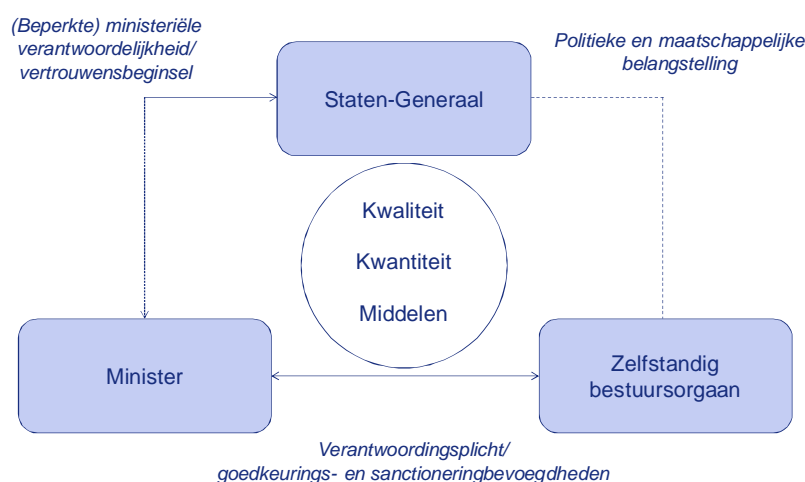 (Beperkte) ministeriële
verantwoordelijkheid/
vertrouwensbeginsel
Politieke en maatschappelijke
belangstelling
Staten-Generaal
Kwaliteit
Kwantiteit
Middelen
Minister
Zelfstandig
bestuursorgaan
Verantwoordingsplicht/
goedkeurings- en sanctioneringbevoegdheden